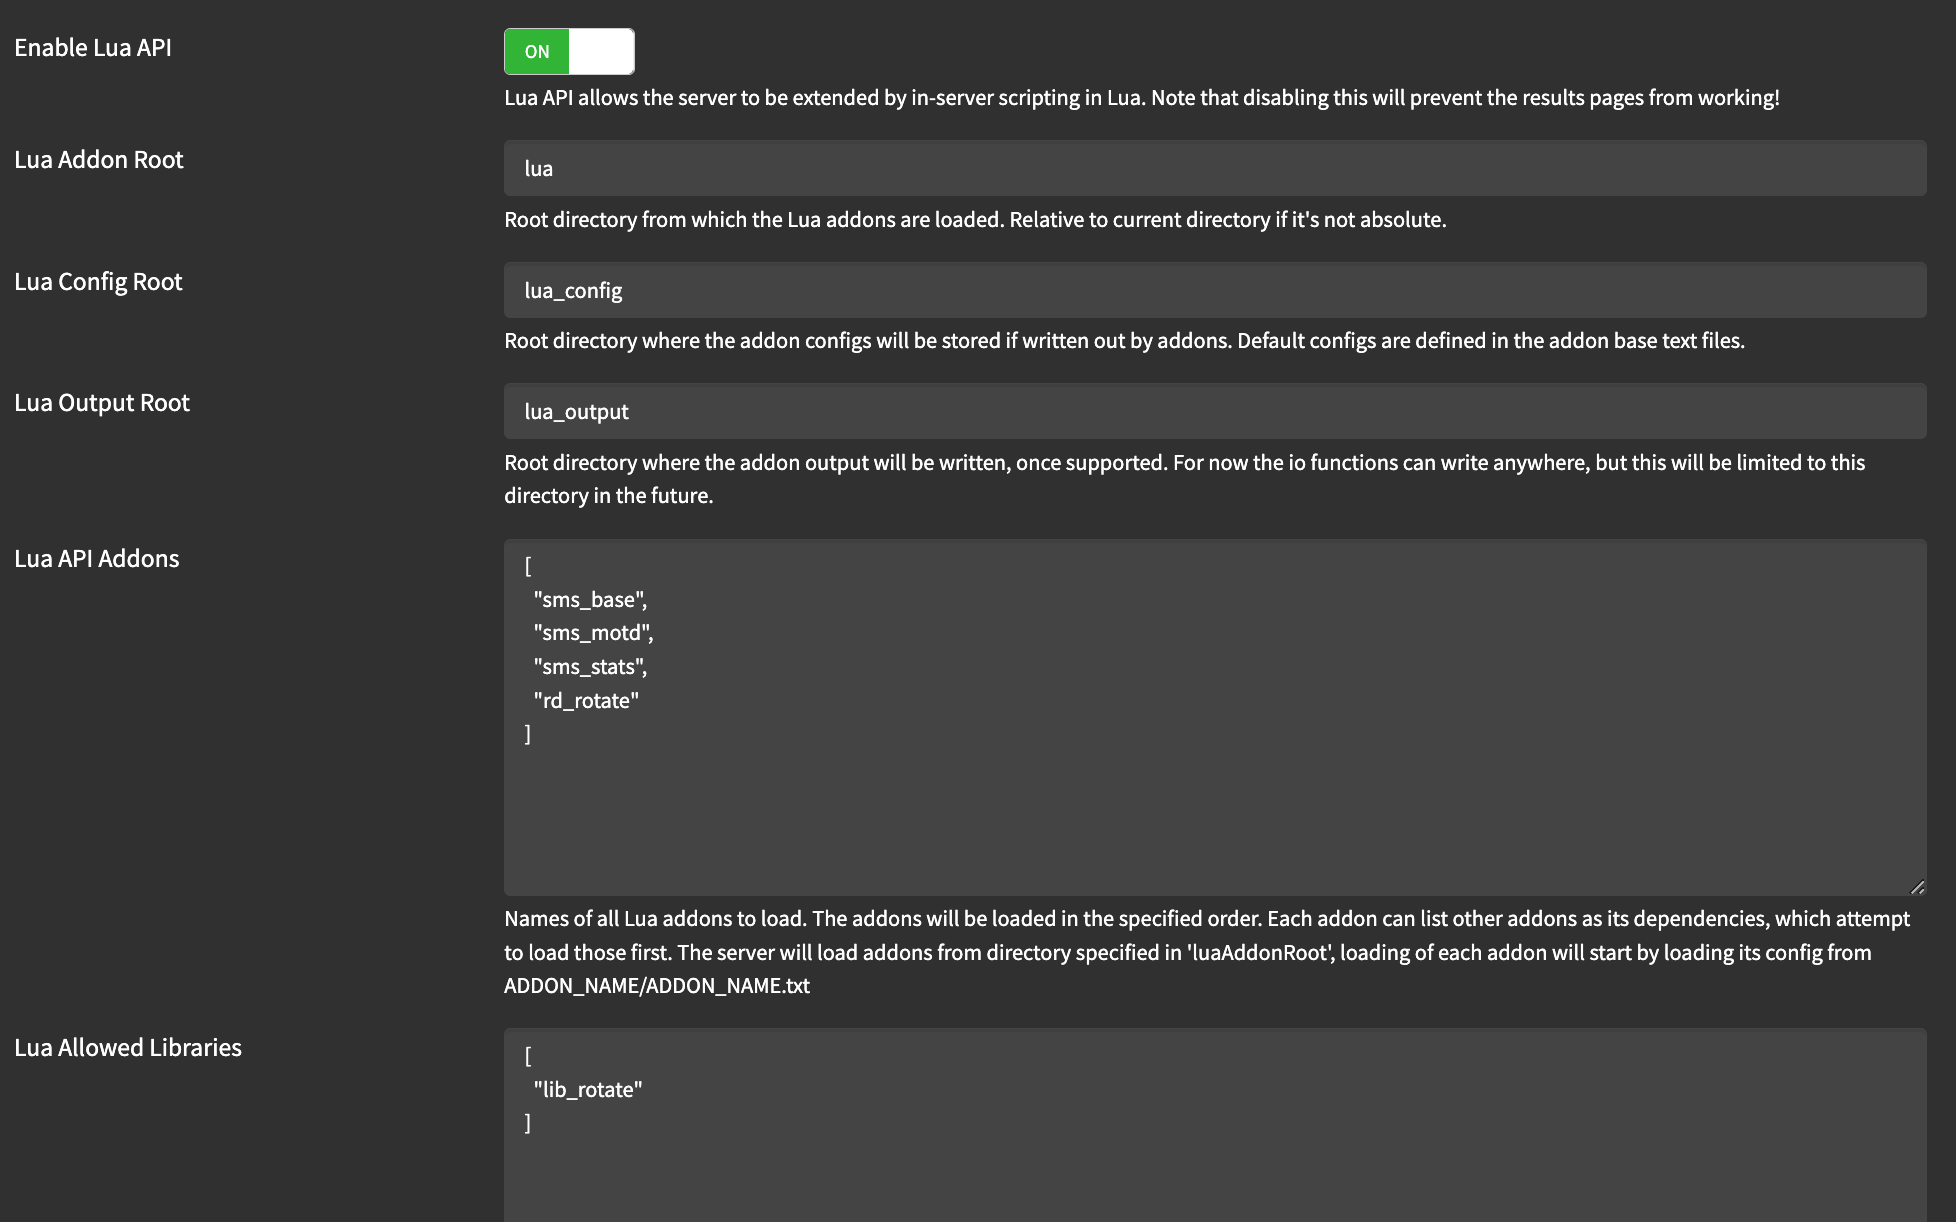 Enable Lua API
ON
Lua API allows the server to be extended by in-server scripting in Lua. Note that disabling this will prevent the results pages from working!
Lua Addon Root
lua
Root directory from which the Lua addons are loaded. Relative to current directory if it's not absolute.
Lua Config Root
lua_config
Root directory where the addon configs will be stored if written out by addons. Default configs are defined in the addon base text files.
Lua Output Root
lua_output
Root directory where the addon output will be written, once supported. For now the io functions can write anywhere, but this will be limited to this
directory in the future.
Lua API Addons
[
"sms_base",
"sms_motd",
"sms_stats",
"rd_rotate"
]
Names of all Lua addons to load. The addons will be loaded in the specified order. Each addon can list other addons as its dependencies, which attempt
to load those first. The server will load addons from directory specified in 'luaAddonRoot', loading of each addon will start by loading its config from
ADDON_NAME/ADDON_NAME.txt
Lua Allowed Libraries
[
"lib_rotate"
]